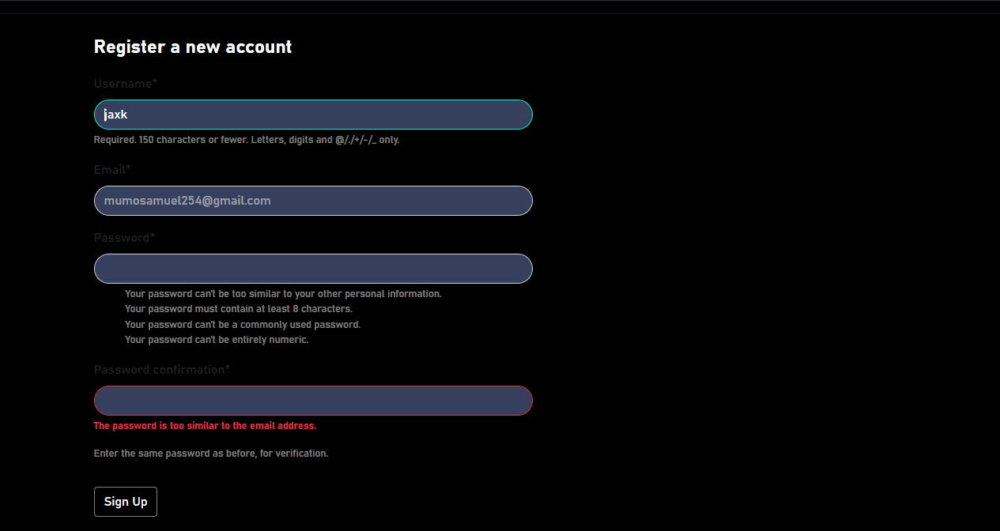 Register a new account
Username*
jaxk
Required. 150 characters or fewer. Letters, digits and @/./+/-/_ only.
Email*
mumosamuel254@gmail.com
Password*
Your password can't be too similar to your other personal information.
Your password must contain at least 8 characters.
Your password can't be a commonly used password.
Your password can't be entirely numeric.
Password confirmation*
The password is too similar to the email address.
Enter the same password as before, for verification.
Sign Up